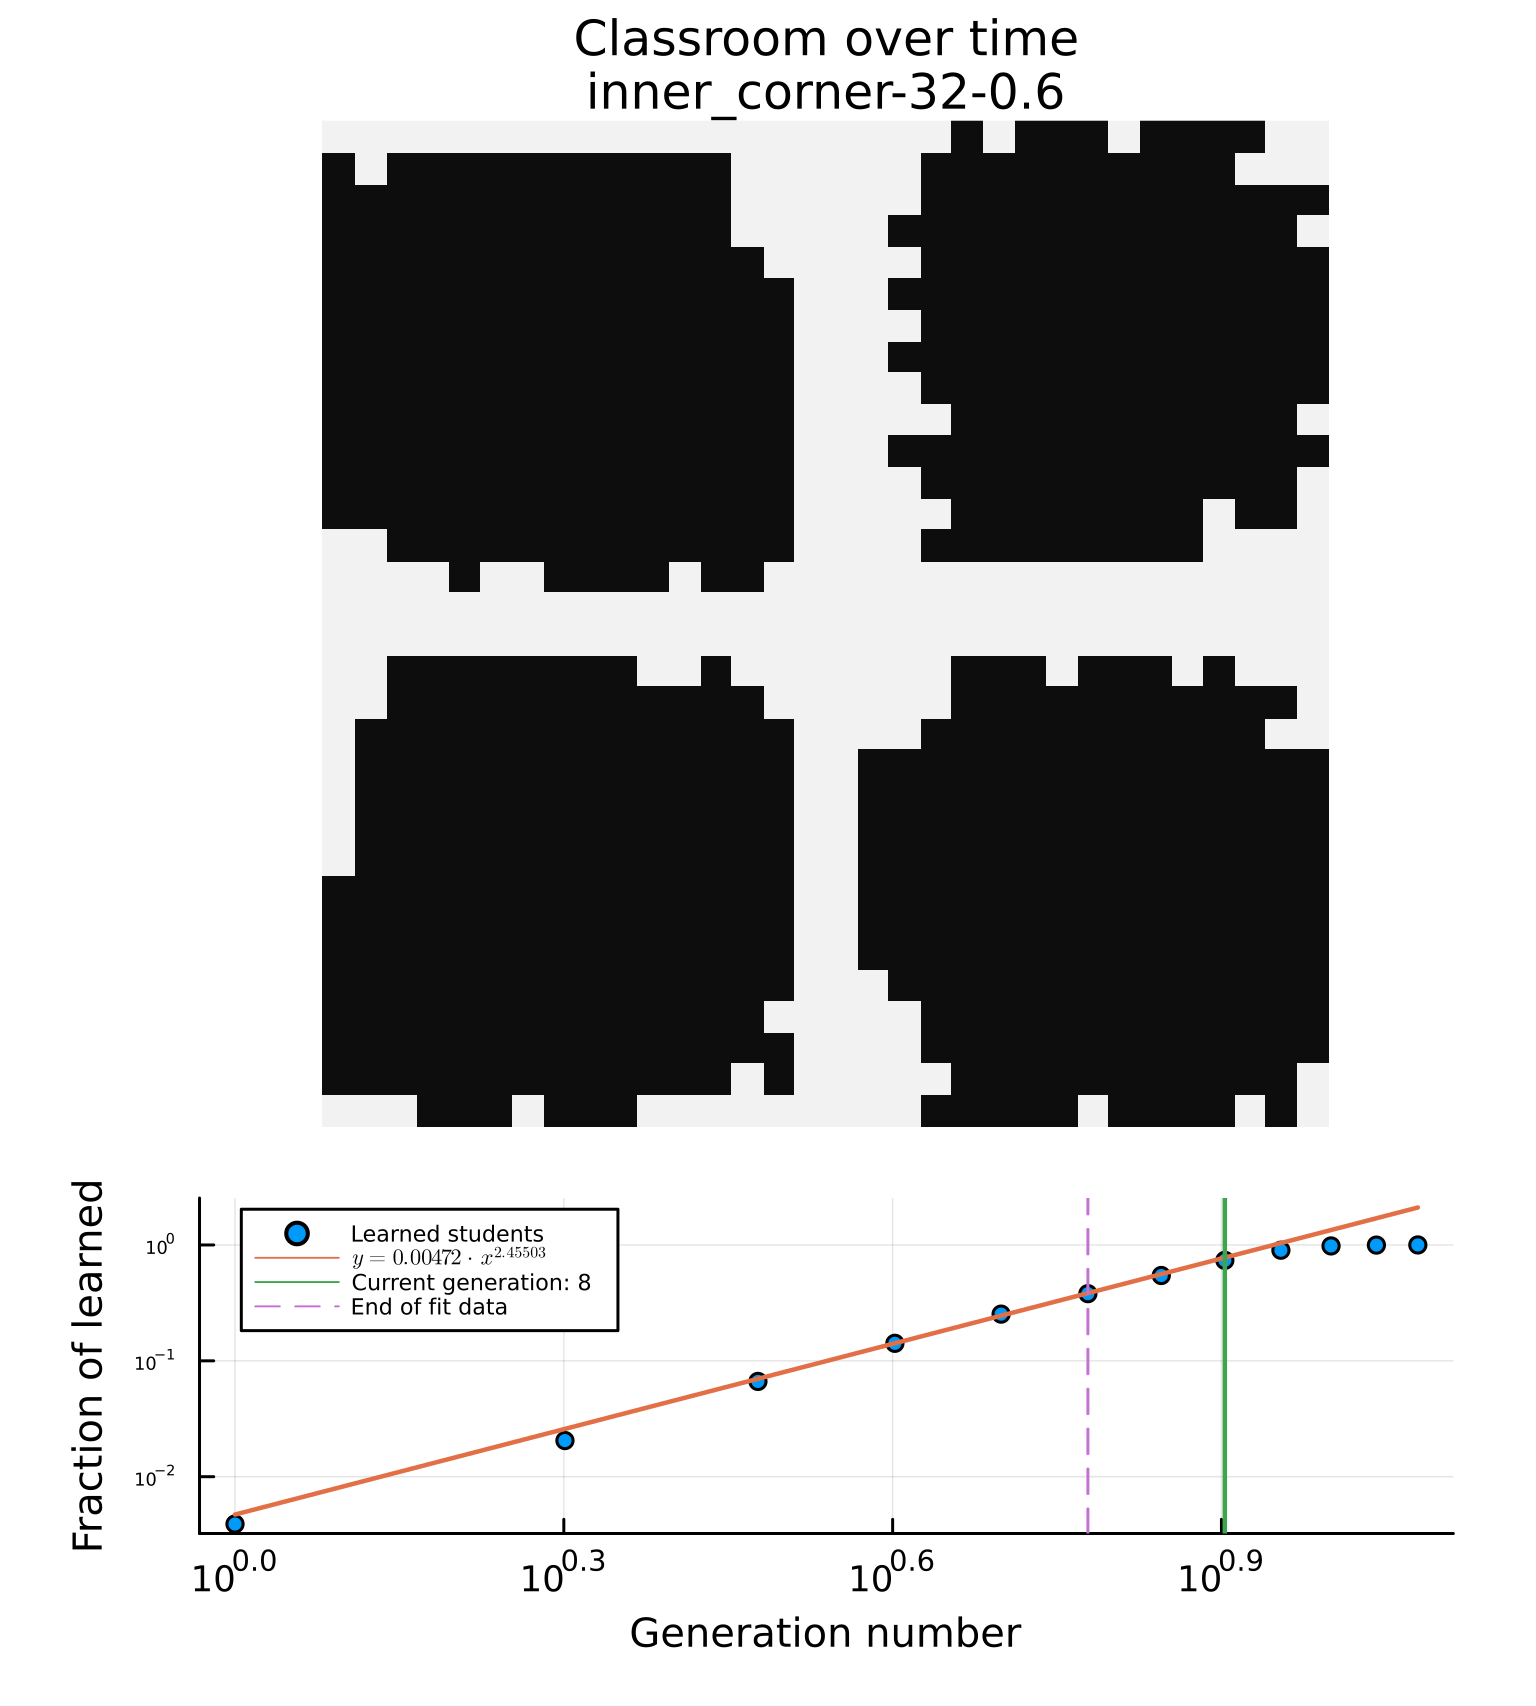 Classroom over time
inner_corner-32-0.6
Fraction of learned
10⁰
10⁻¹
10⁻²
Learned students
y = 0.00472 · x^2.45503
Current generation: 8
End of fit data
10^0.0
10^0.3
10^0.6
10^0.9
Generation number